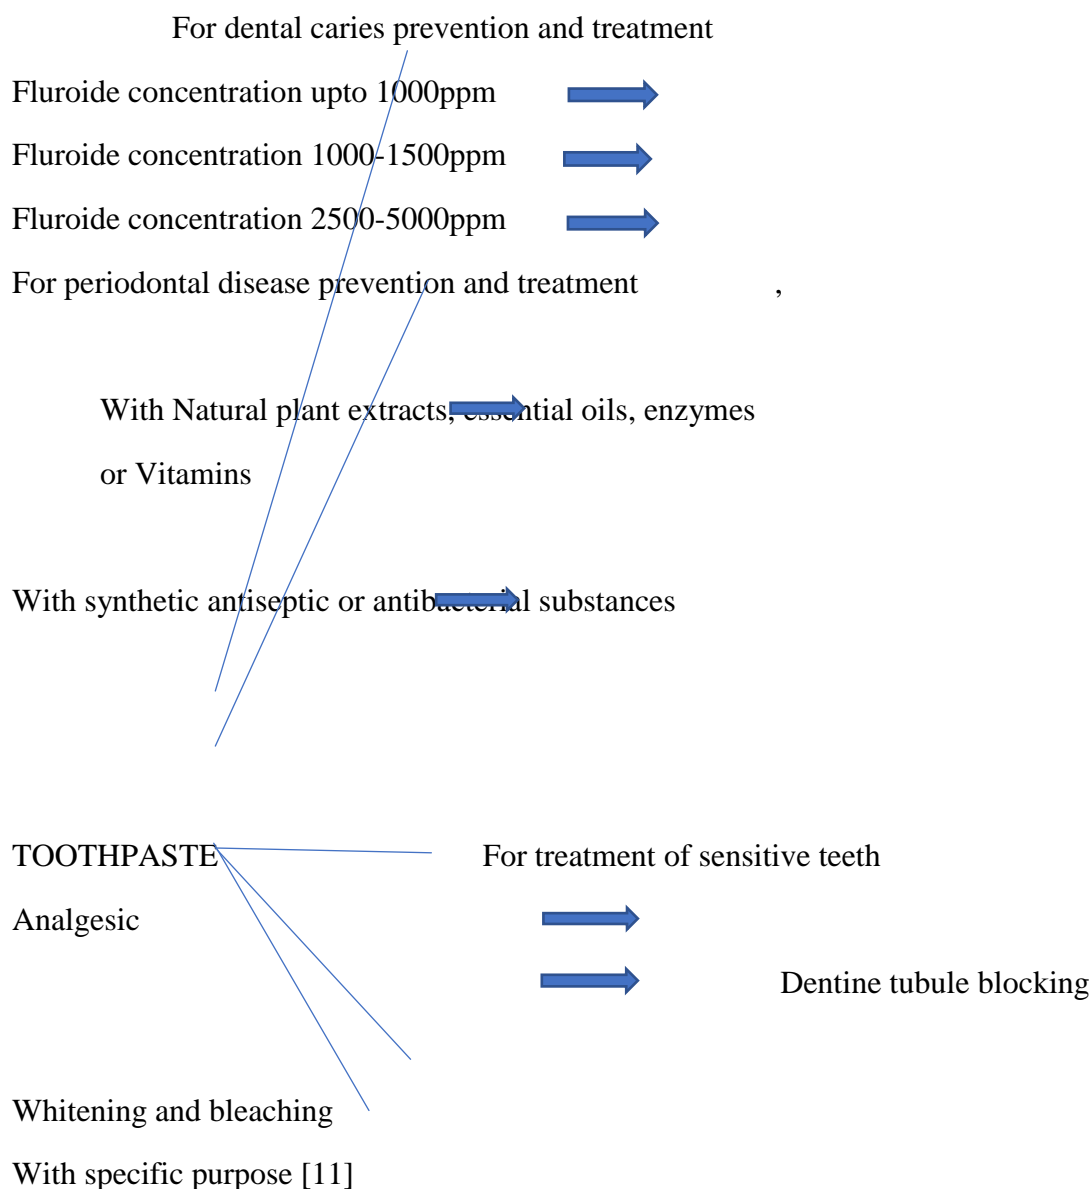 For dental caries prevention and treatment
Fluroide concentration upto 1000ppm
Fluroide concentration 1000-1500ppm
Fluroide concentration 2500-5000ppm
For periodontal disease prevention and treatment ,
With Natural plant extracts, essential oils, enzymes
or Vitamins
With synthetic antiseptic or antibacterial substances
TOOTHPASTE For treatment of sensitive teeth
Analgesic
Dentine tubule blocking
Whitening and bleaching
With specific purpose [11]